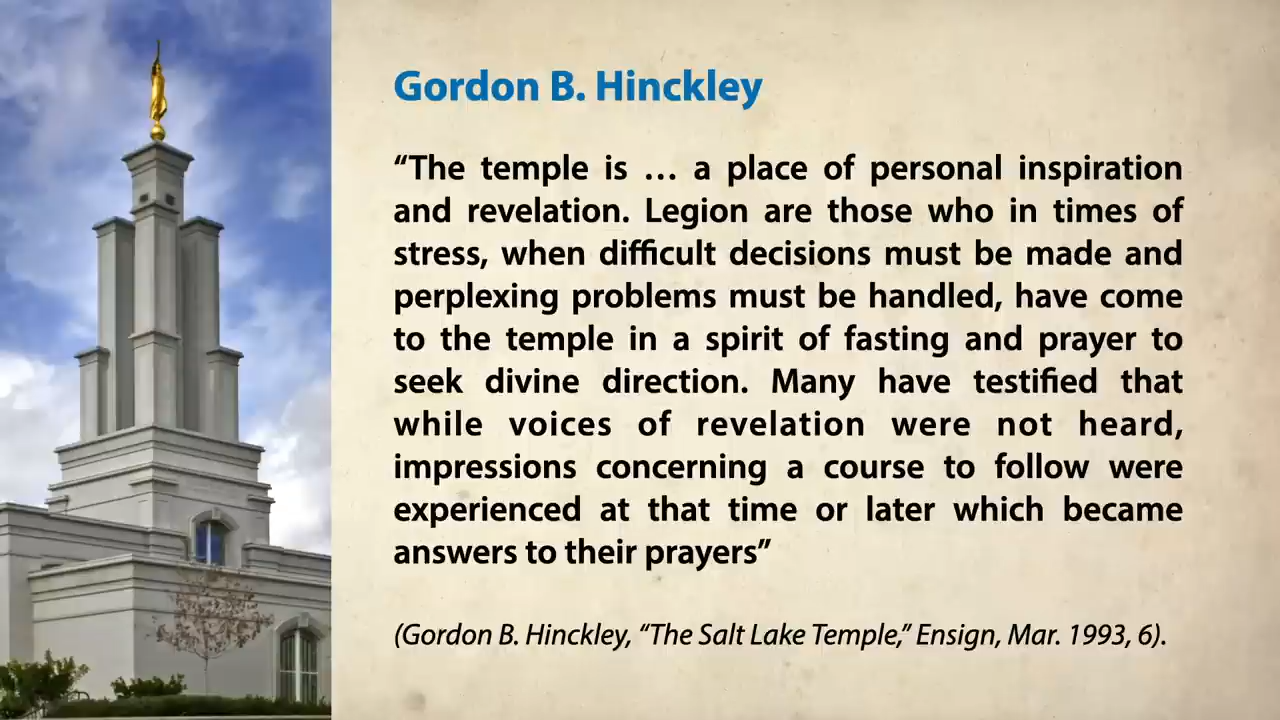 Gordon B. Hinckley
“The temple is … a place of personal inspiration
and revelation. Legion are those who in times of
stress, when difficult decisions must be made and
perplexing problems must be handled, have come
to the temple in a spirit of fasting and prayer to
seek divine direction. Many have testified that
while voices of revelation were not heard,
impressions concerning a course to follow were
experienced at that time or later which became
answers to their prayers”
(Gordon B. Hinckley, “The Salt Lake Temple,” Ensign, Mar. 1993, 6).